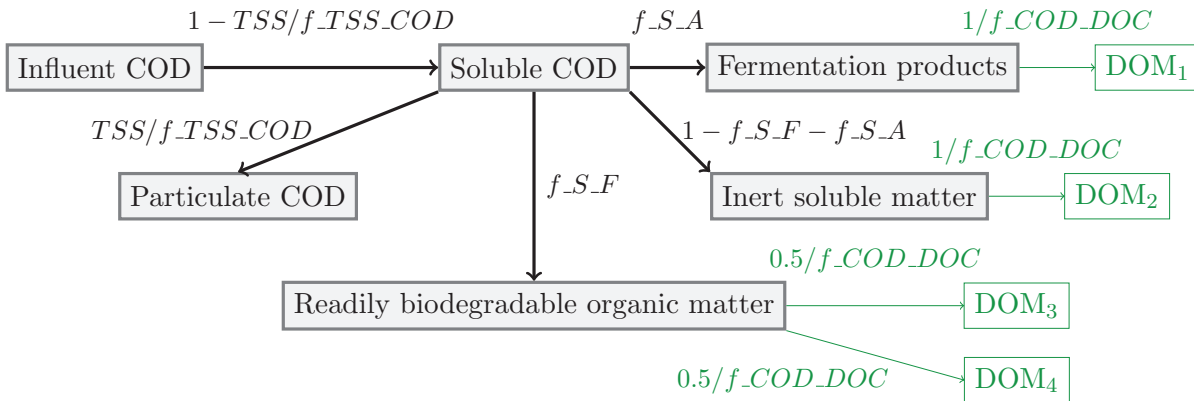 1 − TSS/f_TSS_COD
f_S_A
1/f_COD_DOC
Influent COD
Soluble COD
Fermentation products
DOM₁
TSS/f_TSS_COD
1 − f_S_F − f_S_A
1/f_COD_DOC
Particulate COD
f_S_F
Inert soluble matter
DOM₂
0.5/f_COD_DOC
Readily biodegradable organic matter
DOM₃
0.5/f_COD_DOC
DOM₄